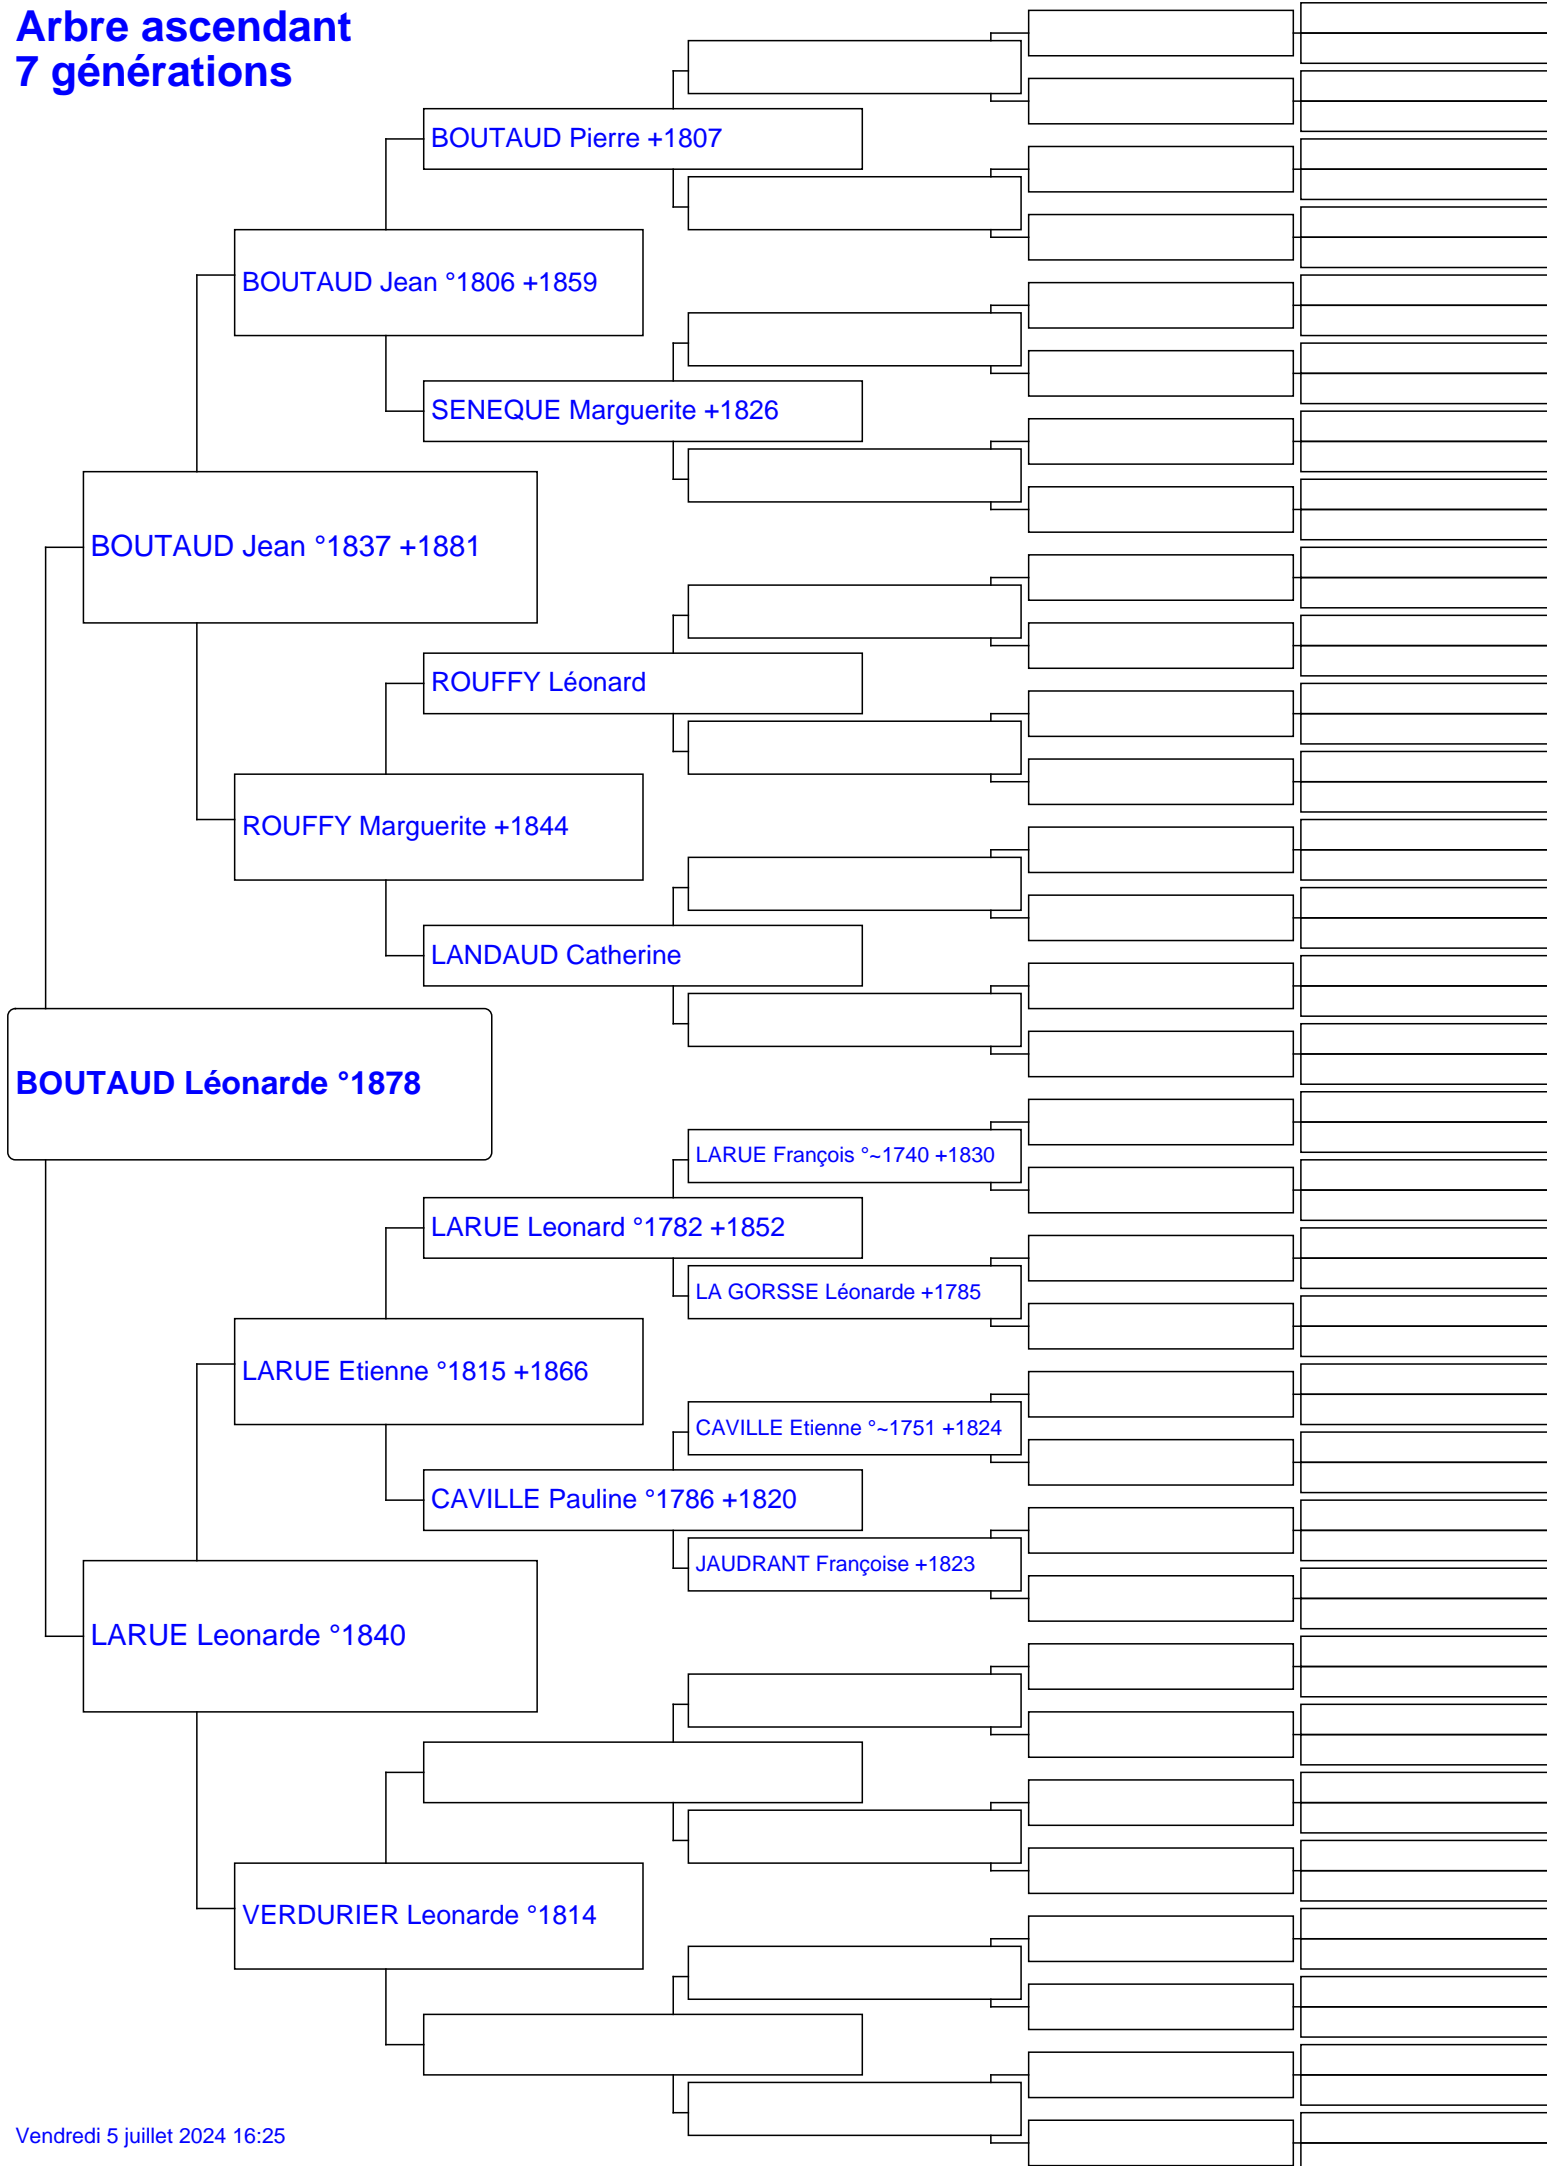 Arbre ascendant
7 générations
BOUTAUD Pierre +1807
BOUTAUD Jean °1806 +1859
SENEQUE Marguerite +1826
BOUTAUD Jean °1837 +1881
ROUFFY Léonard
ROUFFY Marguerite +1844
LANDAUD Catherine
BOUTAUD Léonarde °1878
LARUE François °~1740 +1830
LARUE Leonard °1782 +1852
LA GORSSE Léonarde +1785
LARUE Etienne °1815 +1866
CAVILLE Etienne °~1751 +1824
CAVILLE Pauline °1786 +1820
JAUDRANT Françoise +1823
LARUE Leonarde °1840
VERDURIER Leonarde °1814
Vendredi 5 juillet 2024 16:25